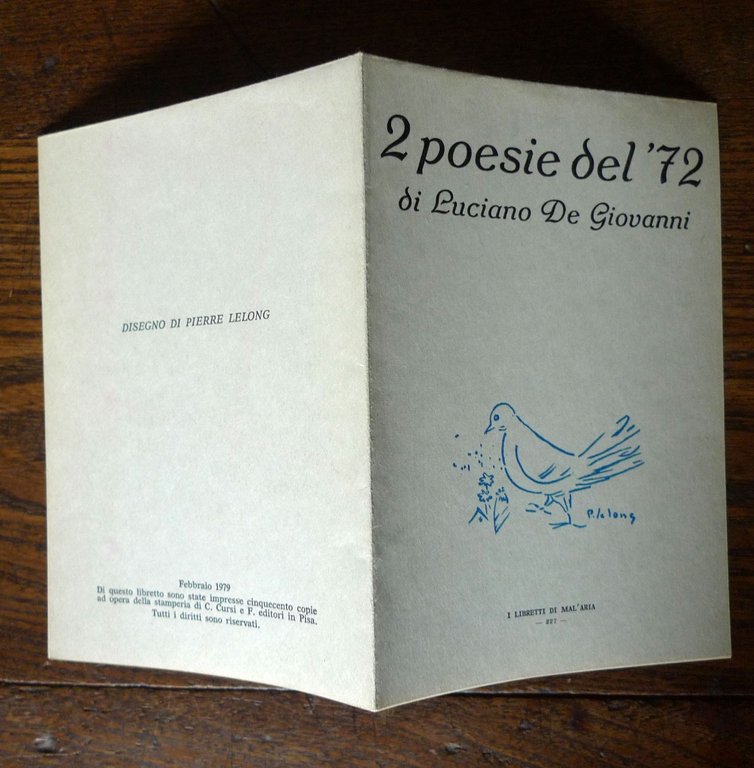 DISEGNO DI PIERRE LELONG
Febbraio 1979
Di questo libretto sono state impresse cinquecento copie
ad opera della stamperia di C. Cursi e F. editori in Pisa.
Tutti i diritti sono riservati.
2 poesie del '72
di Luciano De Giovanni
P. Lelong
I LIBRETTI DI MAL'ARIA
— 227 —